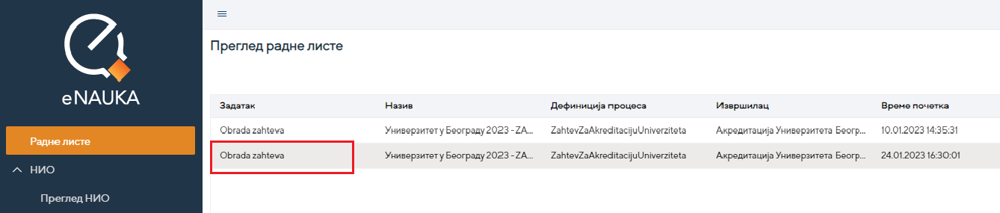 eNAUKA
Радне листе
НИО
Преглед НИО
Преглед радне листе
Задатак Назив Дефиниција процеса Извршилац Време почетка
Obrada zahteva Универзитет у Београду 2023 - ZA... ZahtevZaAkreditacijuUniverziteta Акредитација Универзитета Беогр... 10.01.2023 14:35:31
Obrada zahteva Универзитет у Београду 2023 - ZA... ZahtevZaAkreditacijuUniverziteta Акредитација Универзитета Беогр... 24.01.2023 16:30:01